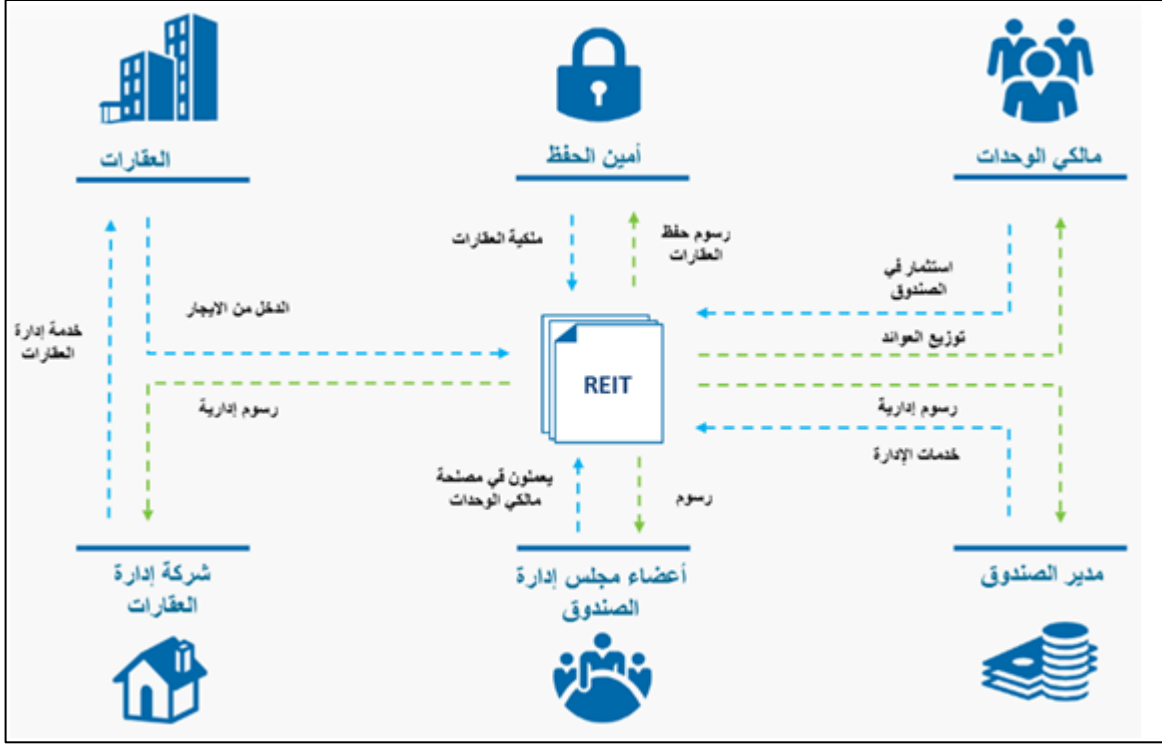 مالكي الوحدات
أمين الحفظ
العقارات
استثمار في
الصندوق
توزيع العوائد
رسوم حفظ
العقارات
ملكية العقارات
الدخل من الايجار
خدمة إدارة
العقارات
REIT
رسوم إدارية
خدمات الإدارة
رسوم
يعملون في مصلحة
مالكي الوحدات
رسوم إدارية
مدير الصندوق
أعضاء مجلس إدارة
الصندوق
شركة إدارة
العقارات